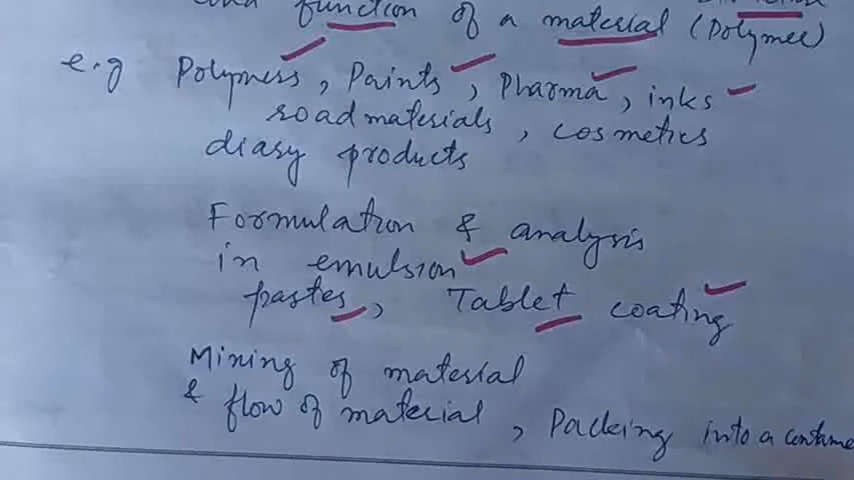 function of a material (Polymer)
e.g Polymers, Paints, Pharma, inks
road materials, cosmetics
diary products
Formulation & analysis
in emulsion
pastes, Tablet coating
Mixing of material
& flow of material, Packing into a